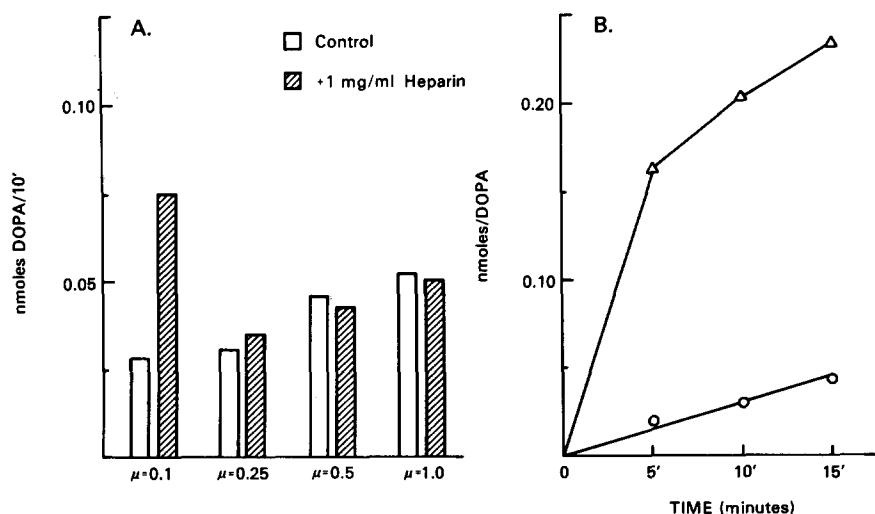 A.
Control
+1 mg/ml Heparin
0.10
0.05
nmoles DOPA/10'
μ=0.1
μ=0.25
μ=0.5
μ=1.0
B.
0.20
0.10
nmoles/DOPA
0
5'
10'
15'
TIME (minutes)